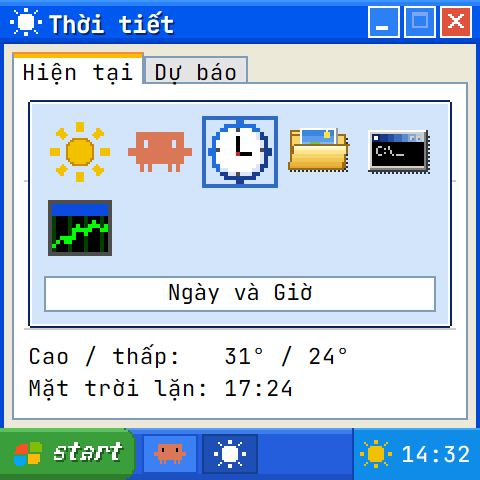 Thời tiết
Hiện tại
Dự báo
C:\_
Ngày và Giờ
Cao / thấp: 31° / 24°
Mặt trời lặn: 17:24
start
14:32